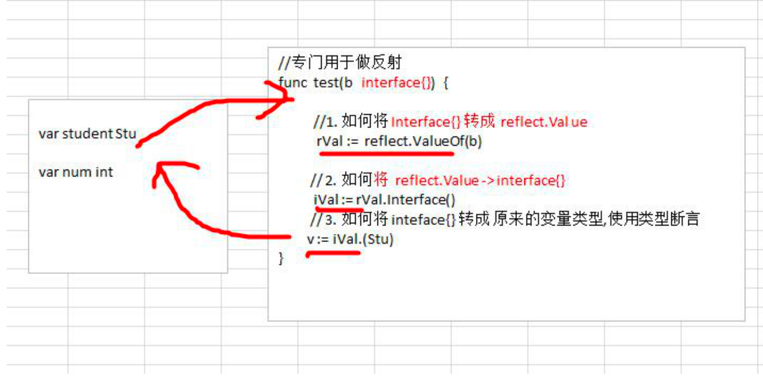 var student Stu
var num int
//专门用于做反射
func test(b interface{}) {
//1. 如何将 Interface{} 转成 reflect.Value
rVal := reflect.ValueOf(b)
//2. 如何将 reflect.Value->interface{}
iVal := rVal.Interface()
//3. 如何将 inteface{} 转成原来的变量类型,使用类型断言
v := iVal.(Stu)
}